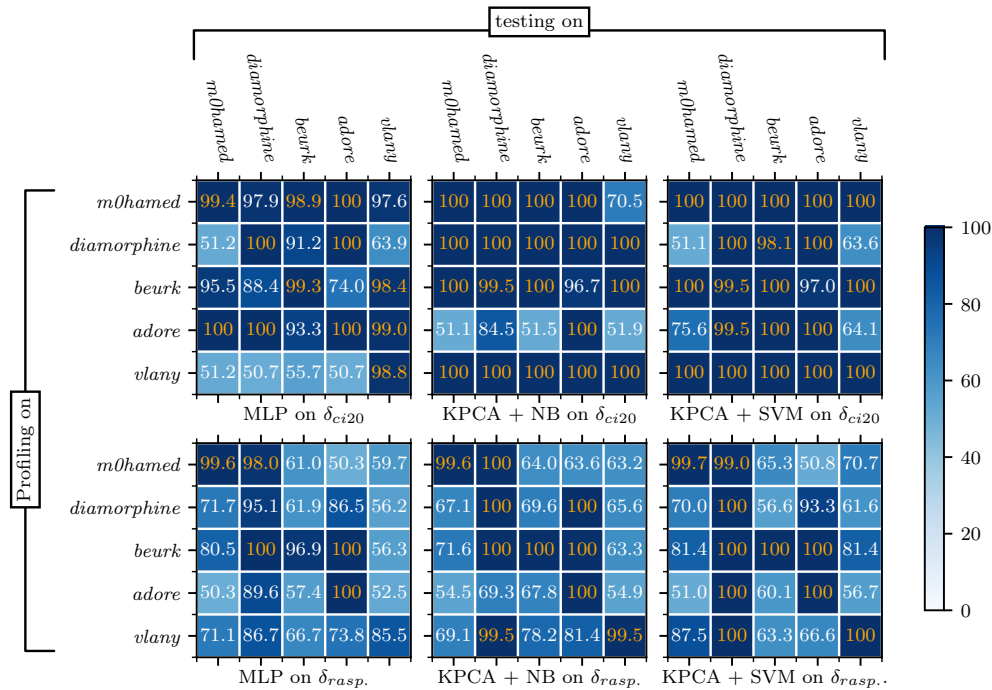 testing on
m0hamed diamorphine beurk adore vlany m0hamed diamorphine beurk adore vlany m0hamed diamorphine beurk adore vlany
Profiling on
m0hamed 99.4 97.9 98.9 100 97.6 100 100 100 100 70.5 100 100 100 100 100
diamorphine 51.2 100 91.2 100 63.9 100 100 100 100 100 51.1 100 98.1 100 63.6
beurk 95.5 88.4 99.3 74.0 98.4 100 99.5 100 96.7 100 100 99.5 100 97.0 100
adore 100 100 93.3 100 99.0 51.1 84.5 51.5 100 51.9 75.6 99.5 100 100 64.1
vlany 51.2 50.7 55.7 50.7 98.8 100 100 100 100 100 100 100 100 100 100
MLP on δci20 KPCA + NB on δci20 KPCA + SVM on δci20
m0hamed 99.6 98.0 61.0 50.3 59.7 99.6 100 64.0 63.6 63.2 99.7 99.0 65.3 50.8 70.7
diamorphine 71.7 95.1 61.9 86.5 56.2 67.1 100 69.6 100 65.6 70.0 100 56.6 93.3 61.6
beurk 80.5 100 96.9 100 56.3 71.6 100 100 100 63.3 81.4 100 100 100 81.4
adore 50.3 89.6 57.4 100 52.5 54.5 69.3 67.8 100 54.9 51.0 100 60.1 100 56.7
vlany 71.1 86.7 66.7 73.8 85.5 69.1 99.5 78.2 81.4 99.5 87.5 100 63.3 66.6 100
MLP on δrasp. KPCA + NB on δrasp. KPCA + SVM on δrasp..
100
80
60
40
20
0